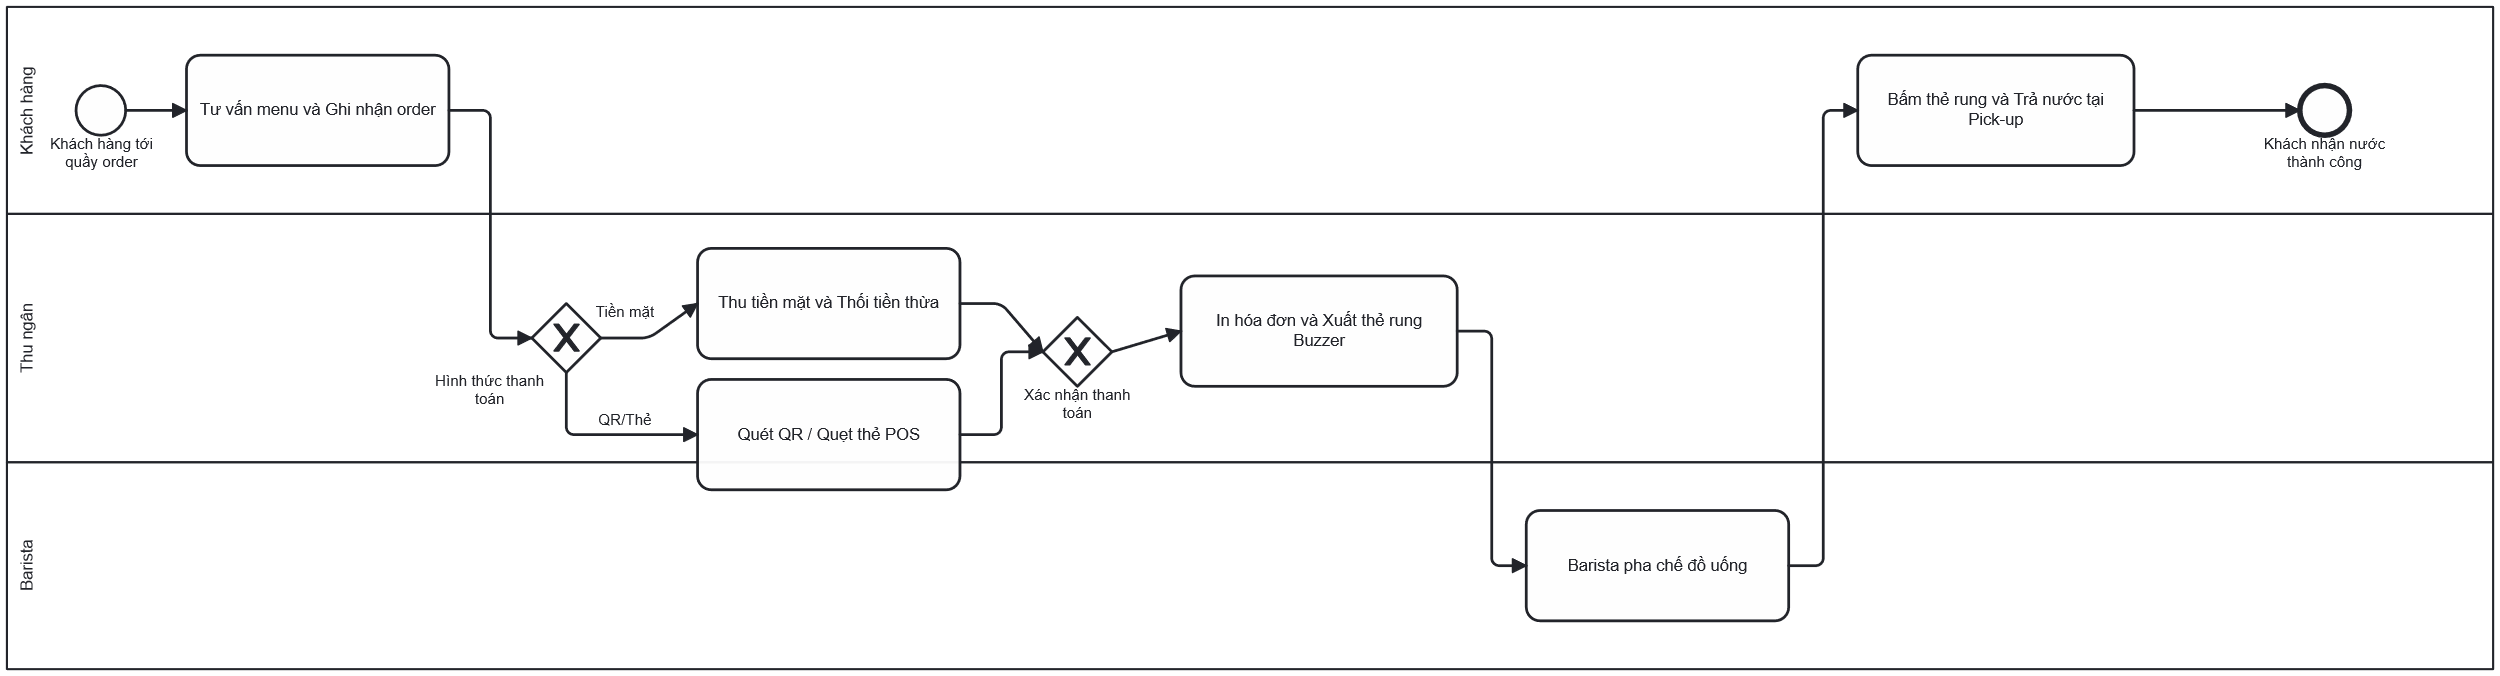 Khách hàng
Khách hàng tới
quầy order
Tư vấn menu và Ghi nhận order
Bấm thẻ rung và Trả nước tại
Pick-up
Khách nhận nước
thành công
Thu ngân
Hình thức thanh
toán
Tiền mặt
QR/Thẻ
Thu tiền mặt và Thối tiền thừa
Quét QR / Quẹt thẻ POS
Xác nhận thanh
toán
In hóa đơn và Xuất thẻ rung
Buzzer
Barista
Barista pha chế đồ uống